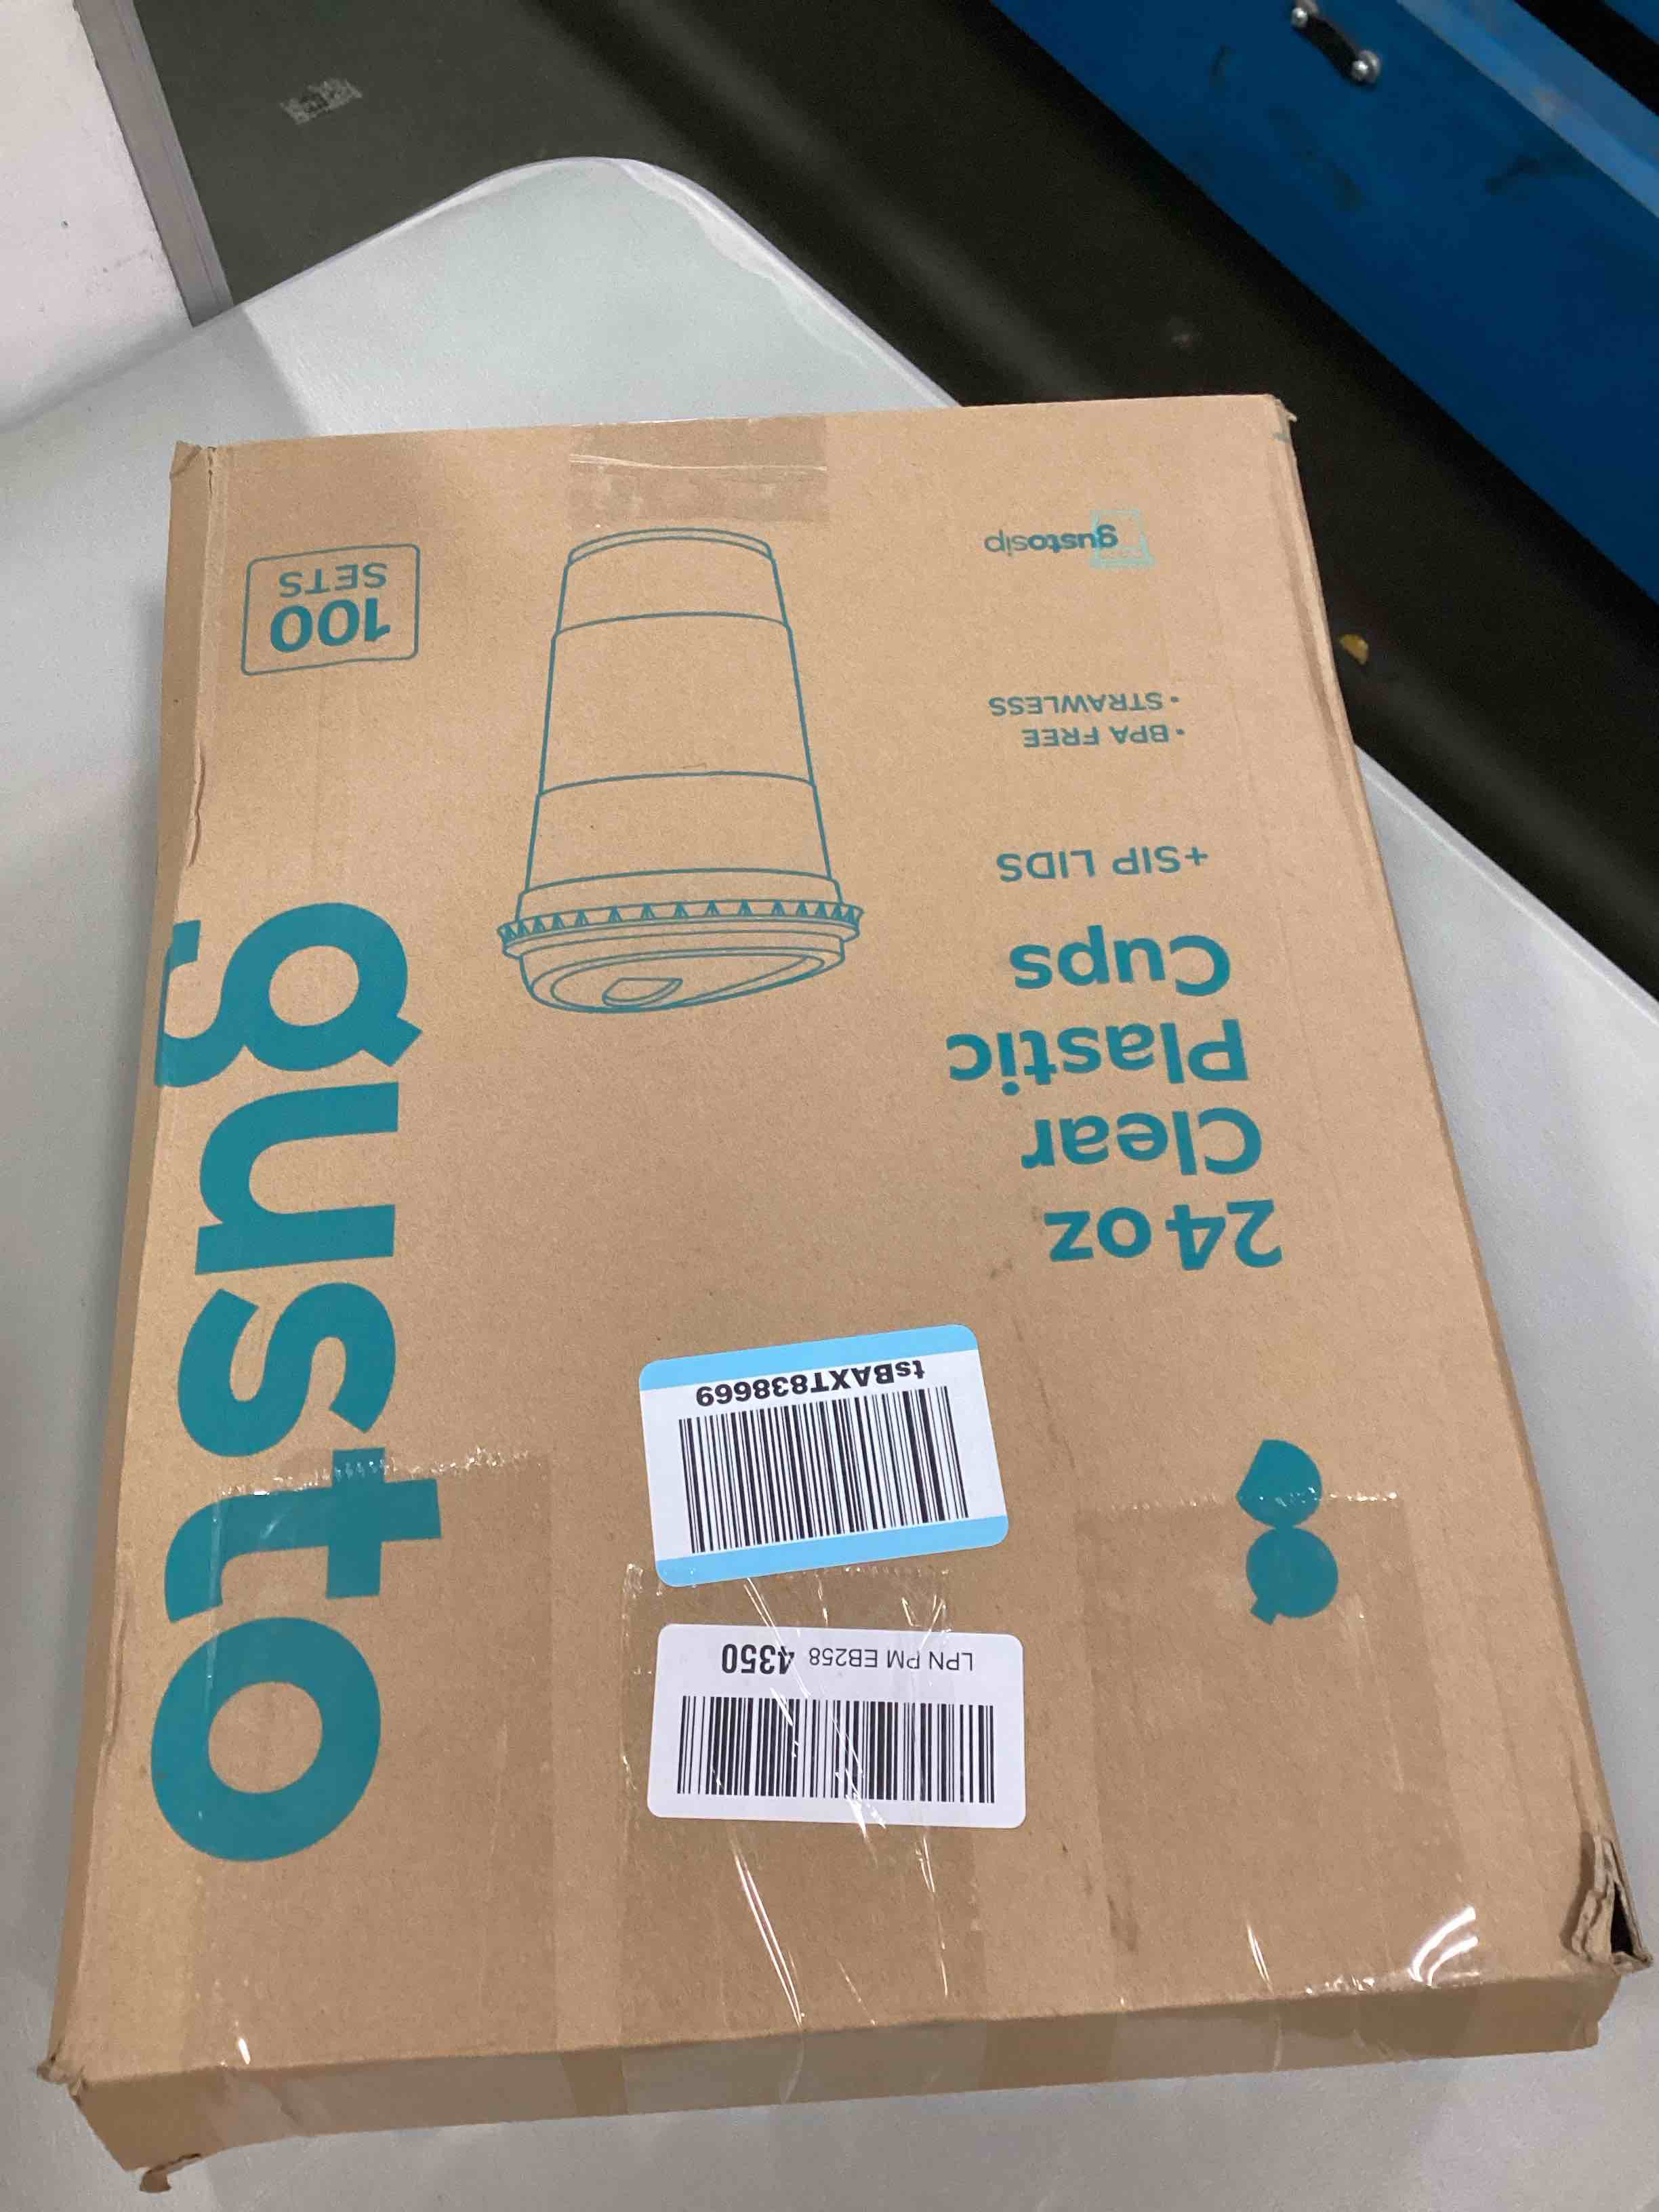 24 oz
Clear
Plastic
Cups
+SIP LIDS
• BPA FREE
• STRAWLESS
gustosip
100
SETS
gusto
tsBAXT838669
LPN PM EB258 4350